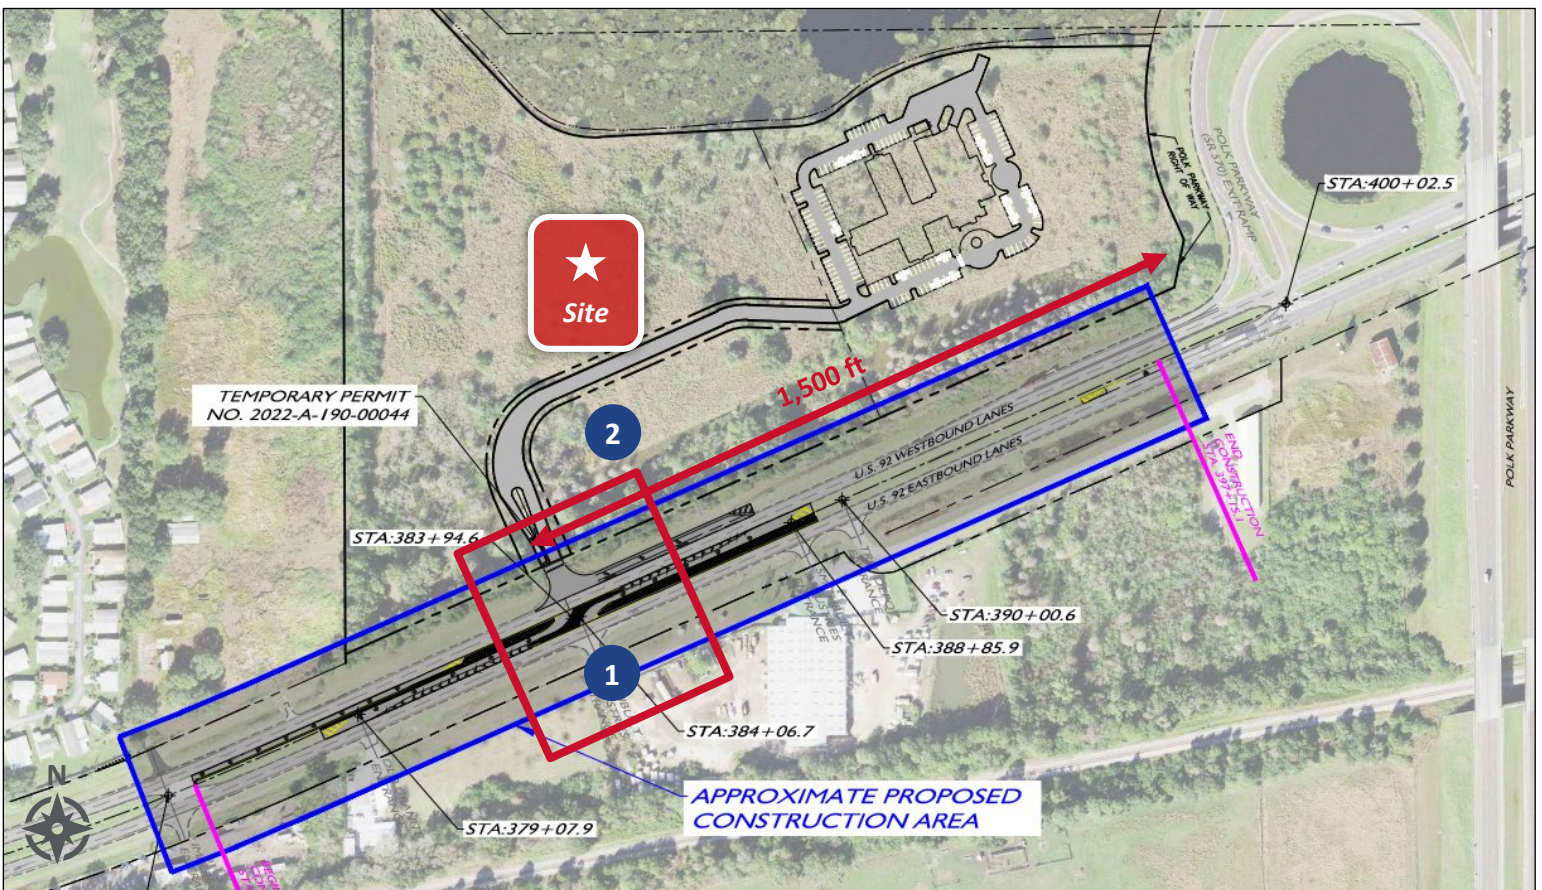 POLK PARKWAY
(SR 570) EXIT RAMP
POLK PARKWAY
RIGHT OF WAY
STA:400+02.5
Site
1,500 ft
TEMPORARY PERMIT
NO. 2022-A-190-00044
2
U.S. 92 WESTBOUND LANES
U.S. 92 EASTBOUND LANES
POLK PARKWAY
END
CONSTRUCTION
STA:383+94.6
STA:390+00.6
STA:388+85.9
1
STA:384+06.7
N
APPROXIMATE PROPOSED
CONSTRUCTION AREA
STA:379+07.9